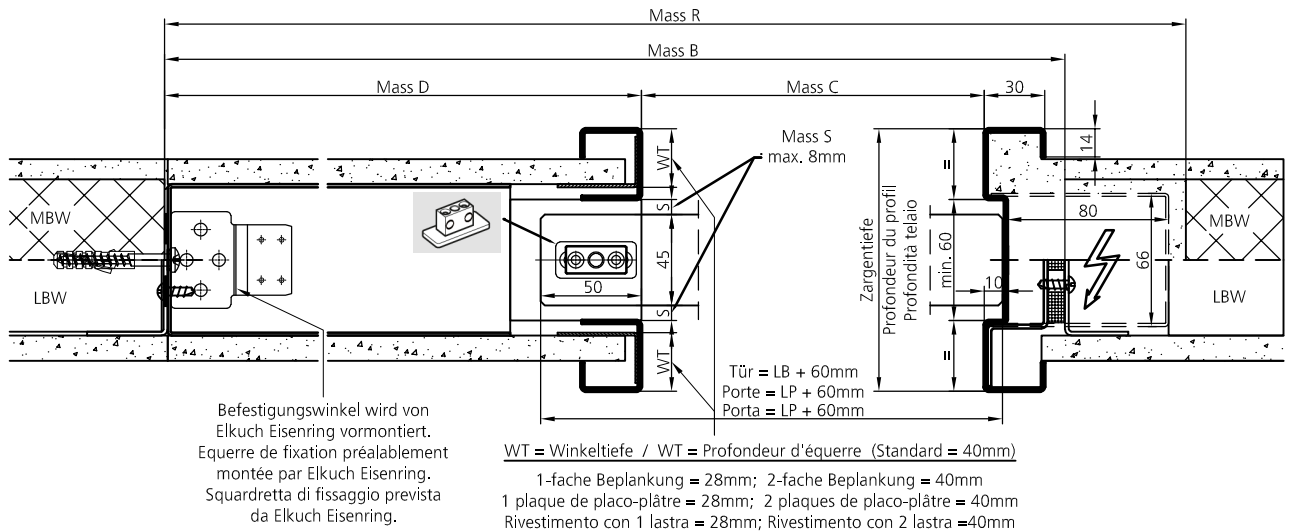 Mass R
Mass B
Mass D
Mass C
30
Mass S
max. 8mm
14
WT
=
S
MBW
LBW
50
45
S
WT
Zargentiefe
Profondeur du profil
Profondità telaio
min. 60
10
80
66
=
MBW
LBW
Tür = LB + 60mm
Porte = LP + 60mm
Porta = LP + 60mm
Befestigungswinkel wird von
Elkuch Eisenring vormontiert.
Equerre de fixation préalablement
montée par Elkuch Eisenring.
Squardretta di fissaggio prevista
da Elkuch Eisenring.
WT = Winkeltiefe / WT = Profondeur d'équerre (Standard = 40mm)
1-fache Beplankung = 28mm; 2-fache Beplankung = 40mm
1 plaque de placo-plâtre = 28mm; 2 plaques de placo-plâtre = 40mm
Rivestimento con 1 lastra = 28mm; Rivestimento con 2 lastra =40mm